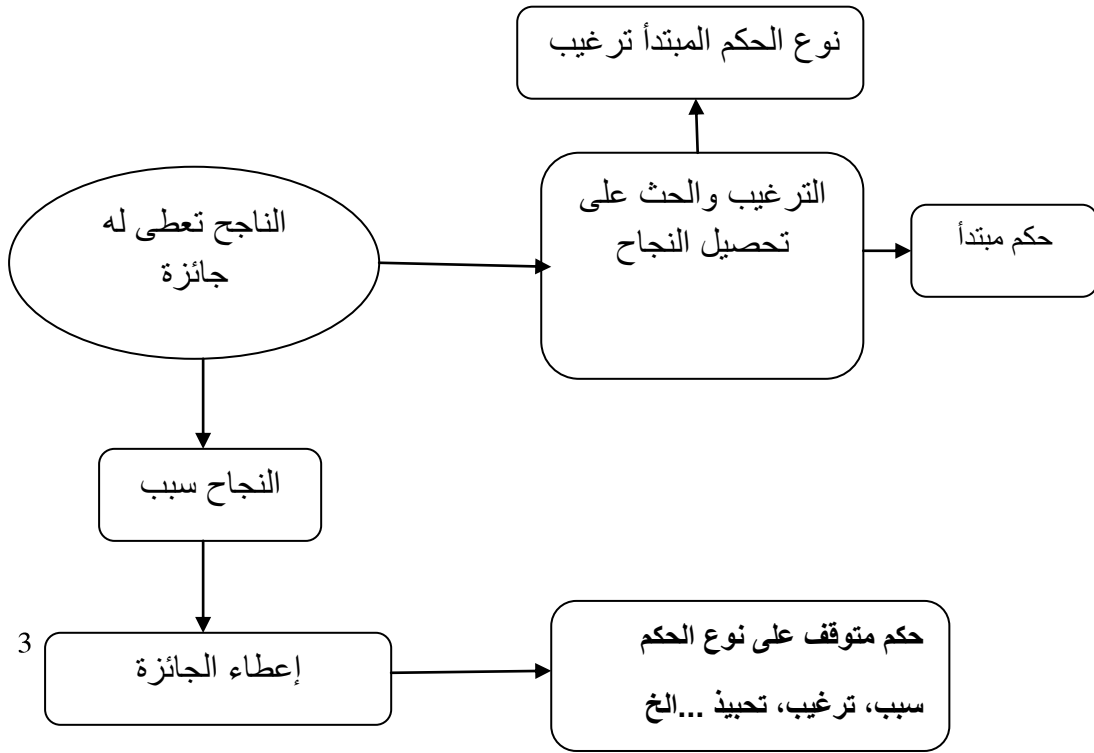 نوع الحكم المبتدأ ترغيب
الترغيب والحث على
تحصيل النجاح
حكم مبتدأ
الناجح تعطى له
جائزة
النجاح سبب
إعطاء الجائزة
3
حكم متوقف على نوع الحكم
سبب، ترغيب، تحبيذ ...الخ